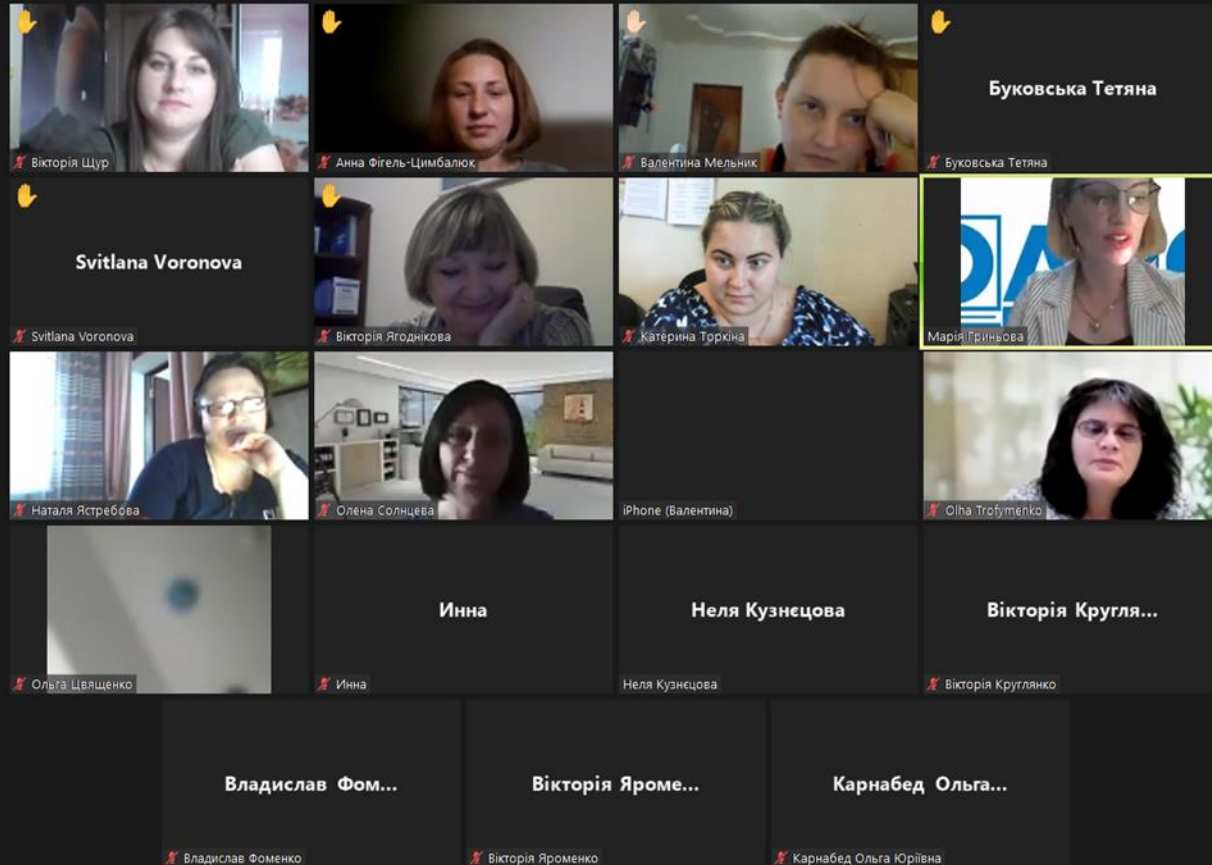 Вікторія Щур
Анна Фігель-Цимбалюк
Валентина Мельник
Буковська Тетяна
Буковська Тетяна
Svitlana Voronova
Svitlana Voronova
Вікторія Ягоднікова
Катерина Торкіна
Марія Гриньова
Наталя Ястребова
Олена Солнцева
iPhone (Валентина)
Olha Trofymenko
Ольга Цвященко
Инна
Инна
Неля Кузнєцова
Неля Кузнєцова
Вікторія Кругля...
Вікторія Круглянко
Владислав Фом...
Владислав Фоменко
Вікторія Яроме...
Вікторія Яроменко
Карнабед Ольга...
Карнабед Ольга Юріївна